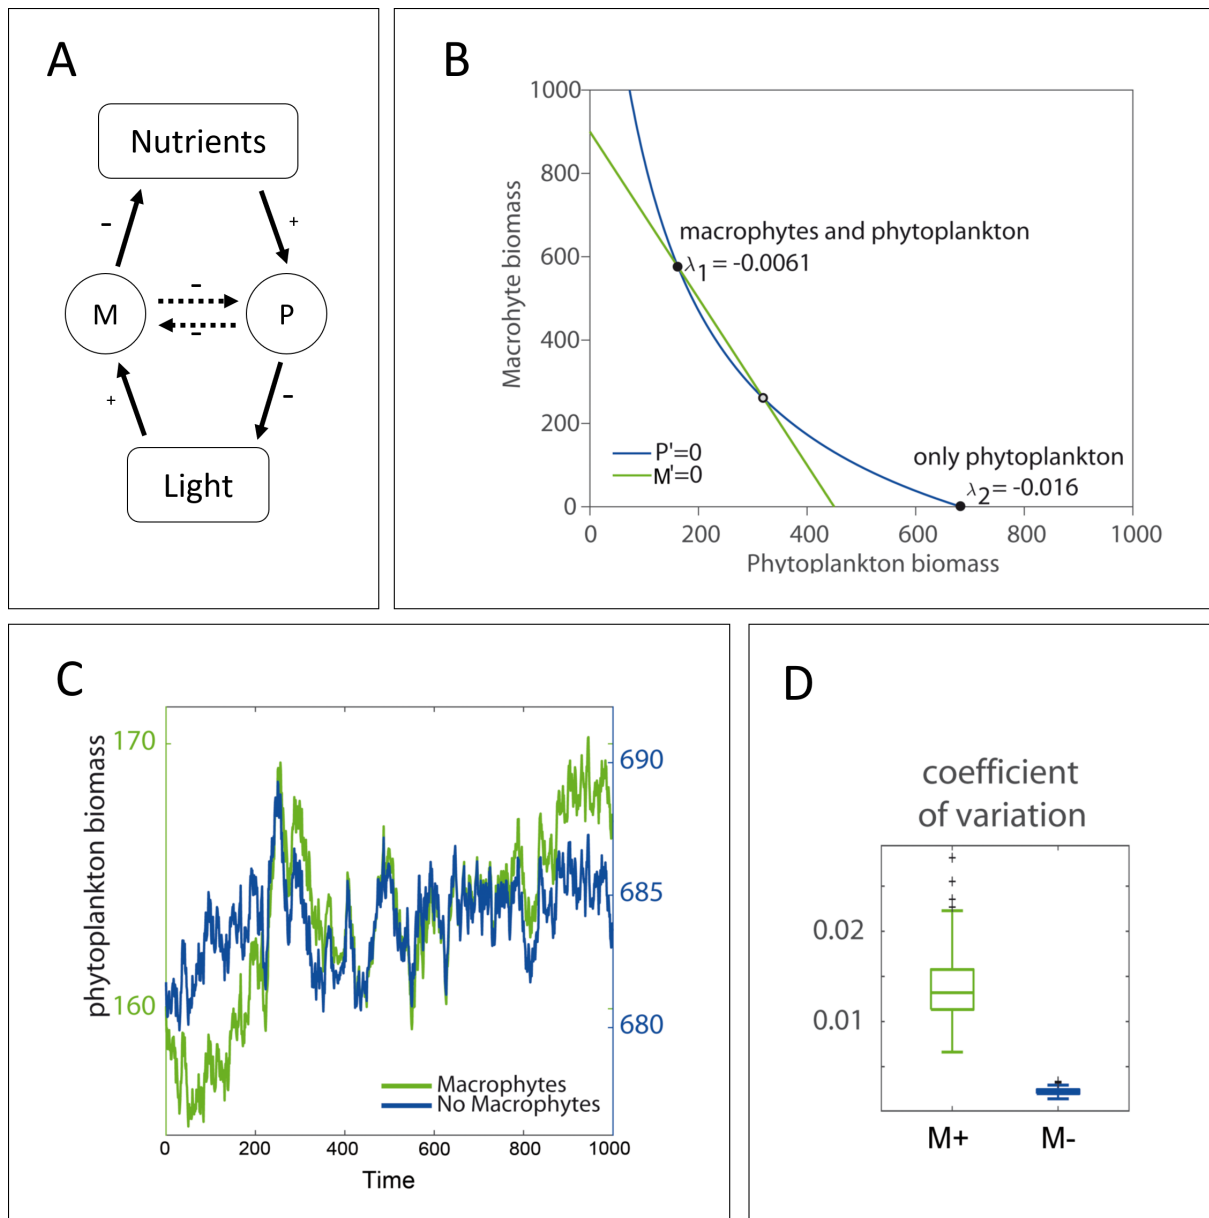 A
Nutrients
-
+
M
-
-
P
+
-
Light
B
1000
800
600
400
200
0
Macrohyte biomass
macrophytes and phytoplankton
λ1 = -0.0061
only phytoplankton
λ2 = -0.016
P'=0
M'=0
0
200
400
600
800
1000
Phytoplankton biomass
C
phytoplankton biomass
170
160
690
685
680
Macrophytes
No Macrophytes
0
200
400
600
800
1000
Time
D
coefficient
of variation
0.02
0.01
M+
M-